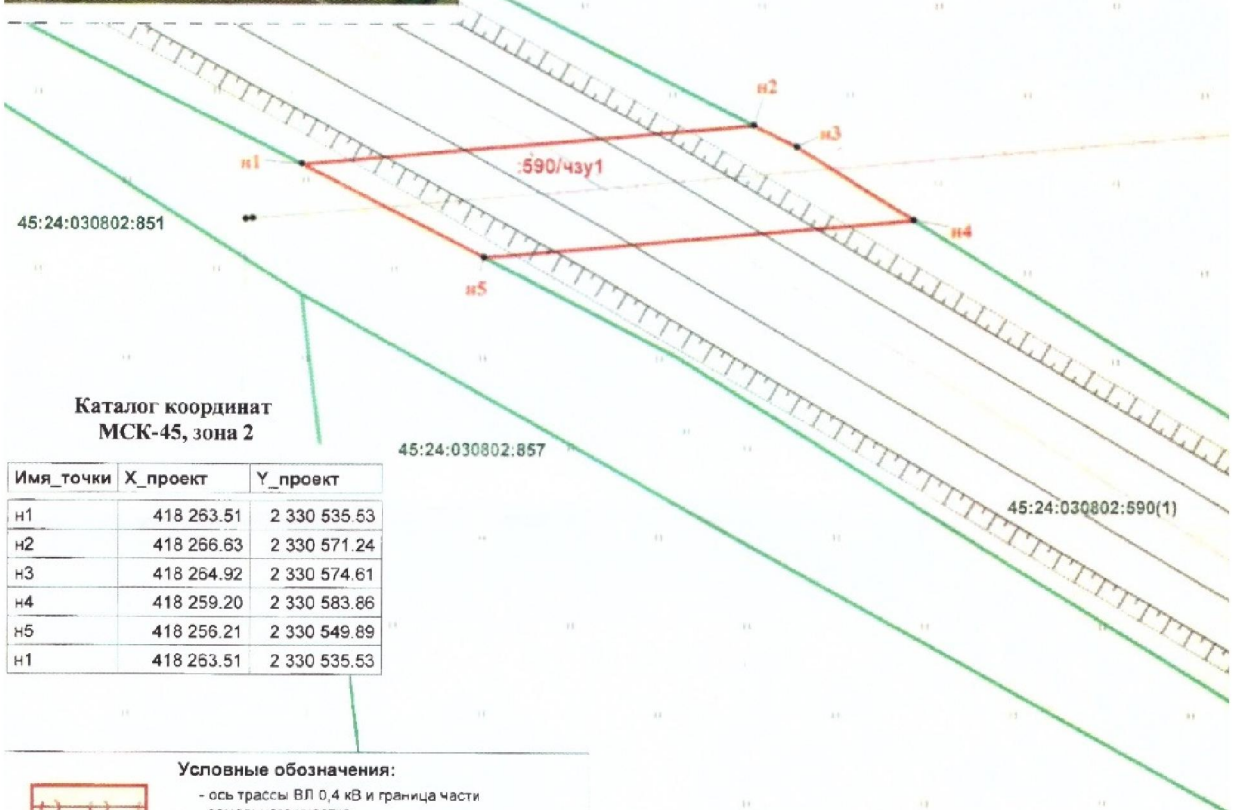 н2
н3
н1
:590/чзу1
45:24:030802:851
н4
н5
Каталог координат
МСК-45, зона 2
45:24:030802:857
Имя_точки X_проект Y_проект
н1 418 263.51 2 330 535.53
н2 418 266.63 2 330 571.24
н3 418 264.92 2 330 574.61
н4 418 259.20 2 330 583.86
н5 418 256.21 2 330 549.89
н1 418 263.51 2 330 535.53
45:24:030802:590(1)
Условные обозначения:
- ось трассы ВЛ 0,4 кВ и граница части